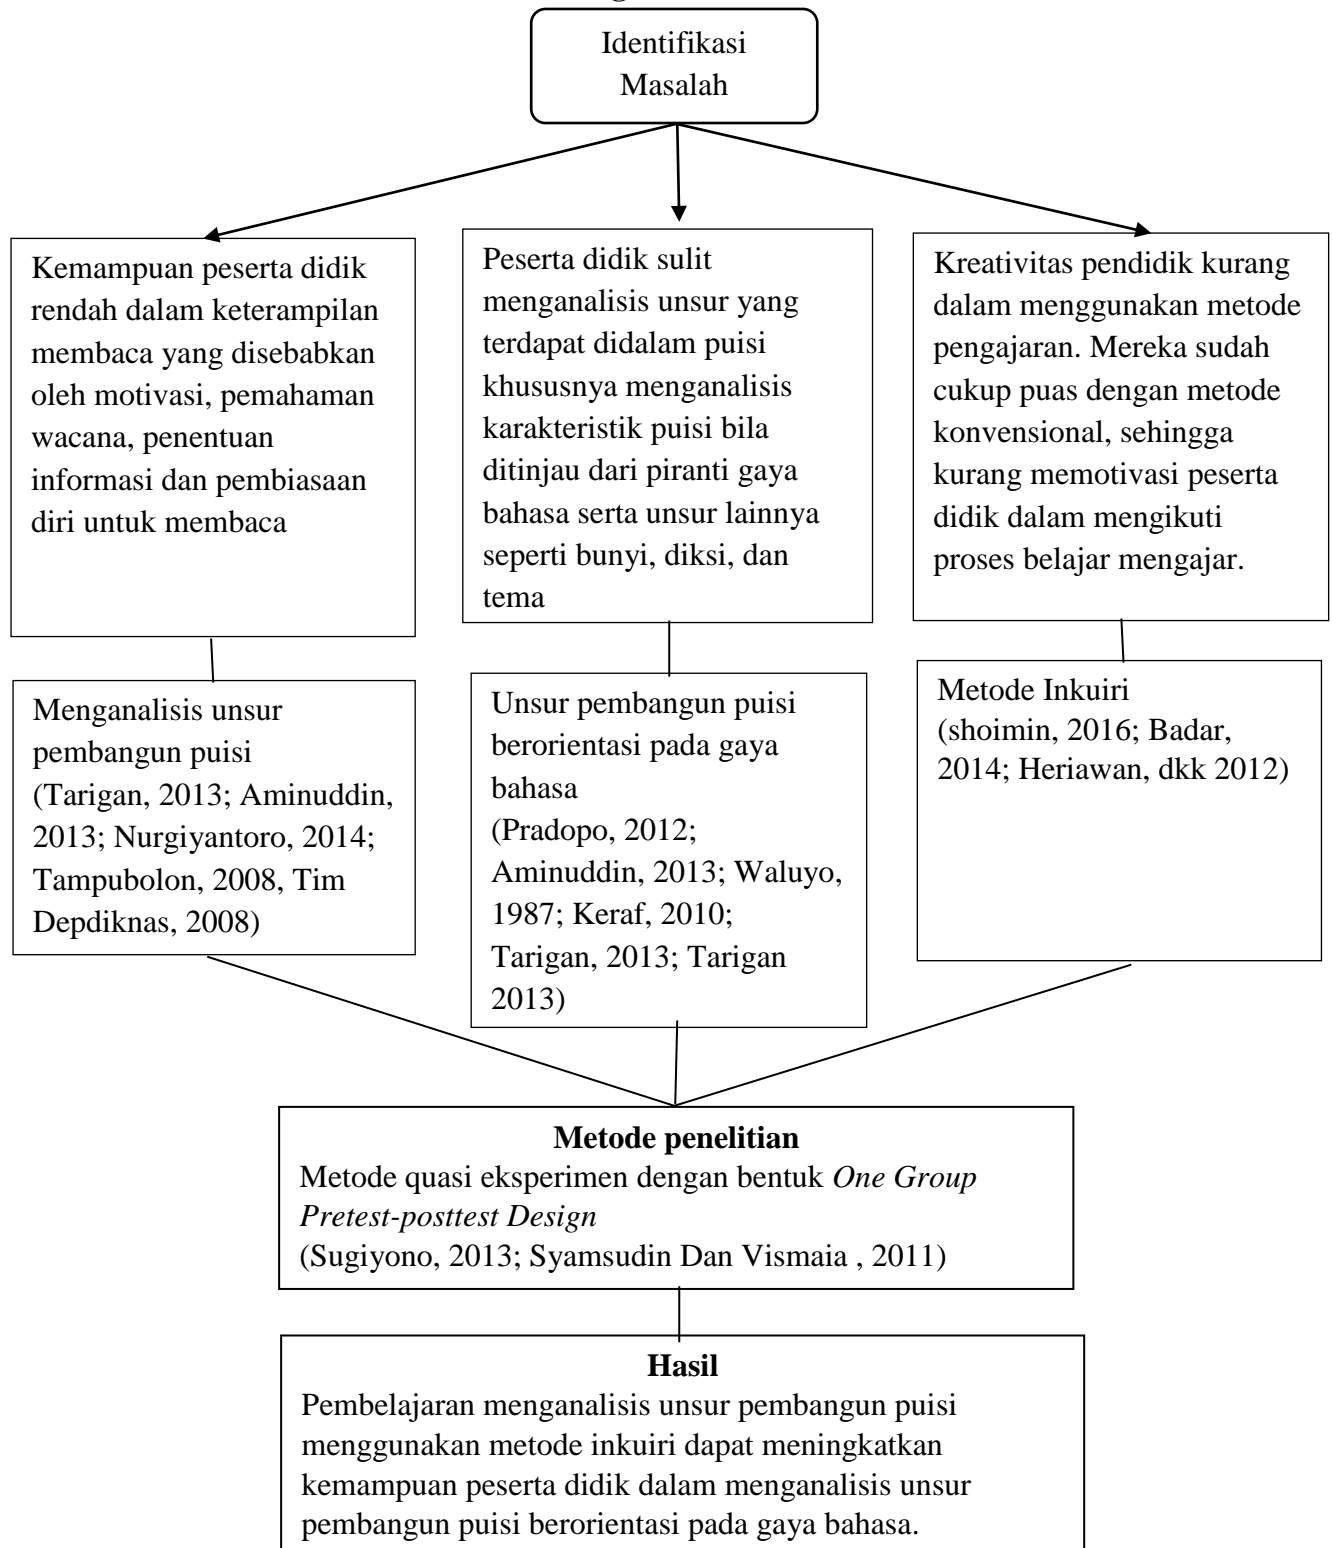 Identifikasi
Masalah
Kemampuan peserta didik
rendah dalam keterampilan
membaca yang disebabkan
oleh motivasi, pemahaman
wacana, penentuan
informasi dan pembiasaan
diri untuk membaca
Peserta didik sulit
menganalisis unsur yang
terdapat didalam puisi
khususnya menganalisis
karakteristik puisi bila
ditinjau dari piranti gaya
bahasa serta unsur lainnya
seperti bunyi, diksi, dan
tema
Kreativitas pendidik kurang
dalam menggunakan metode
pengajaran. Mereka sudah
cukup puas dengan metode
konvensional, sehingga
kurang memotivasi peserta
didik dalam mengikuti
proses belajar mengajar.
Menganalisis unsur
pembangun puisi
(Tarigan, 2013; Aminuddin,
2013; Nurgiyantoro, 2014;
Tampubolon, 2008, Tim
Depdiknas, 2008)
Unsur pembangun puisi
berorientasi pada gaya
bahasa
(Pradopo, 2012;
Aminuddin, 2013; Waluyo,
1987; Keraf, 2010;
Tarigan, 2013; Tarigan
2013)
Metode Inkuiri
(shoimin, 2016; Badar,
2014; Heriawan, dkk 2012)
Metode penelitian
Metode quasi eksperimen dengan bentuk One Group
Pretest-posttest Design
(Sugiyono, 2013; Syamsudin Dan Vismaia , 2011)
Hasil
Pembelajaran menganalisis unsur pembangun puisi
menggunakan metode inkuiri dapat meningkatkan
kemampuan peserta didik dalam menganalisis unsur
pembangun puisi berorientasi pada gaya bahasa.